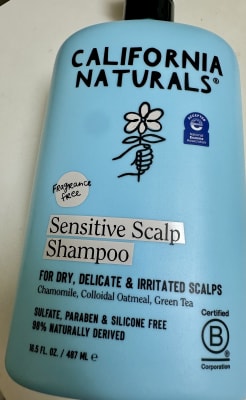 CALIFORNIA
NATURALS®
ACCEPTED
Fragrance
free
Sensitive Scalp
Shampoo
FOR DRY, DELICATE & IRRITATED SCALPS
Chamomile, Colloidal Oatmeal, Green Tea
SULFATE, PARABEN & SILICONE FREE
98% NATURALLY DERIVED
16.5 FL. OZ. / 487 ML e
Certified
B
Corporation